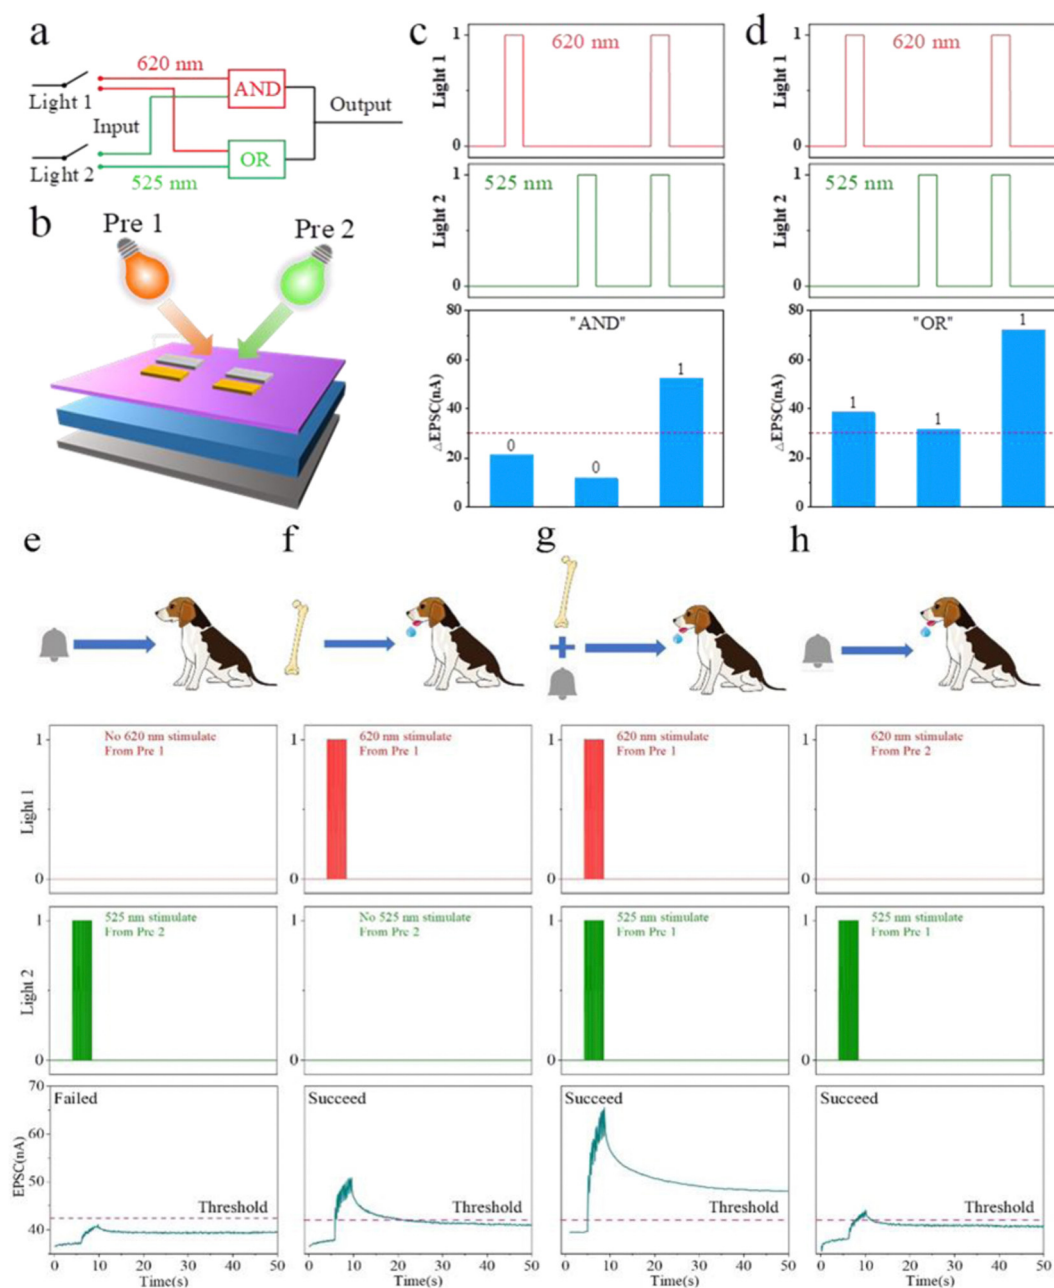 a
620 nm
Light 1
AND
Output
Input
OR
Light 2
525 nm
b
Pre 1
Pre 2
c
1
620 nm
Light 1
0
1
525 nm
Light 2
0
80
"AND"
60
1
40
△EPSC(nA)
0
0
20
0
d
1
620 nm
Light 1
0
1
525 nm
Light 2
0
80
"OR"
1
60
40
△EPSC(nA)
1
1
20
0
e
f
g
h
1
No 620 nm stimulate
From Pre 1
Light 1
0
1
620 nm stimulate
From Pre 1
0
1
620 nm stimulate
From Pre 1
0
1
620 nm stimulate
From Pre 2
0
1
525 nm stimulate
From Pre 2
Light 2
0
1
No 525 nm stimulate
From Pre 2
0
1
525 nm stimulate
From Pre 1
0
1
525 nm stimulate
From Pre 1
0
70
Failed
60
EPSC(nA)
50
Threshold
40
0 10 20 30 40 50
Time(s)
Succeed
Threshold
0 10 20 30 40 50
Time(s)
Succeed
Threshold
0 10 20 30 40 50
Time(s)
Succeed
Threshold
0 10 20 30 40 50
Time(s)